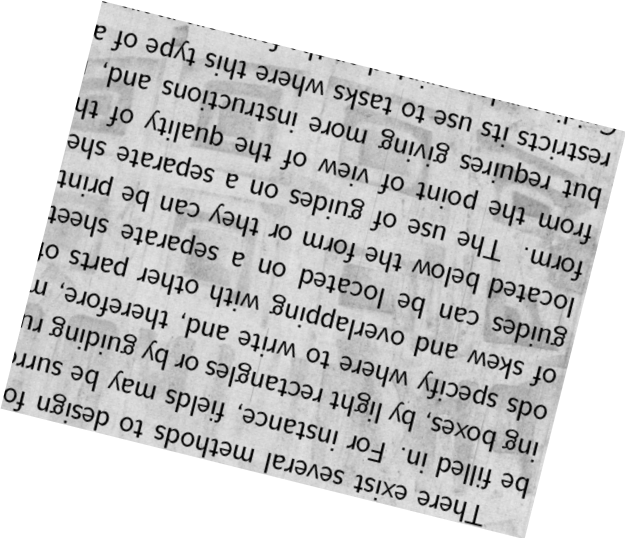 There exist several methods to design fo
be filled in. For instance, fields may be surr
ing boxes, by light rectangles or by guiding ru
ods specify where to write and, therefore, m
of skew and overlapping with other parts of
guides can be located on a separate sheet
located below the form or they can be print
form. The use of guides on a separate she
from the point of view of the quality of th
but requires giving more instructions and,
restricts its use to tasks where this type of a